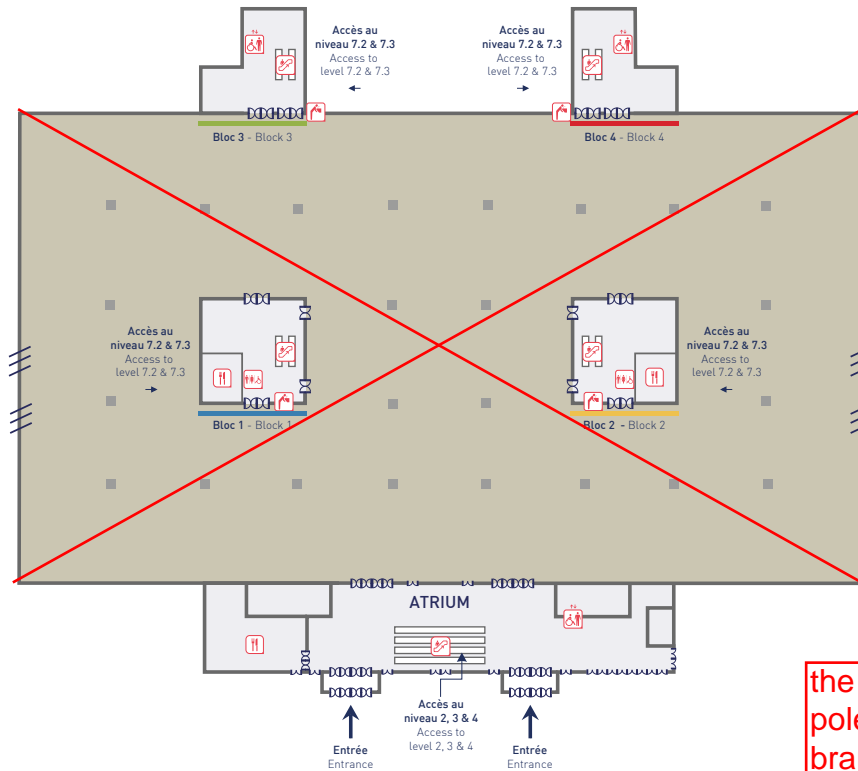 Accès au
niveau 7.2 & 7.3
Access to
level 7.2 & 7.3
Accès au
niveau 7.2 & 7.3
Access to
level 7.2 & 7.3
Bloc 3 - Block 3
Bloc 4 - Block 4
Accès au
niveau 7.2 & 7.3
Access to
level 7.2 & 7.3
Accès au
niveau 7.2 & 7.3
Access to
level 7.2 & 7.3
Bloc 1 - Block 1
Bloc 2 - Block 2
ATRIUM
Accès au
niveau 2, 3 & 4
Access to
level 2, 3 & 4
Entrée
Entrance
Entrée
Entrance
the
pole
bra